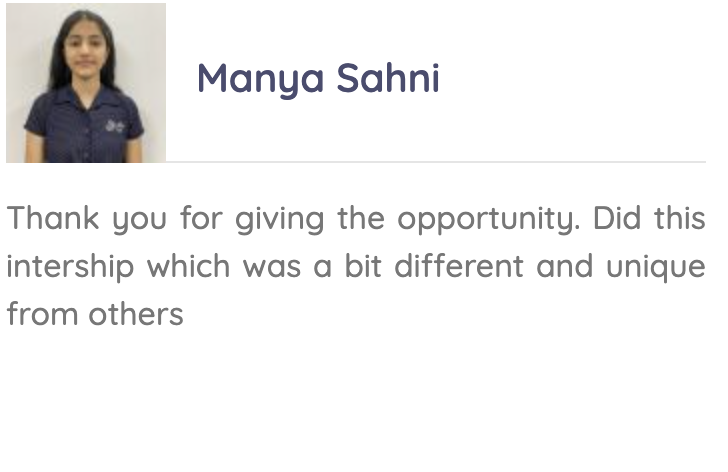 Manya Sahni
Thank you for giving the opportunity. Did this
intership which was a bit different and unique
from others